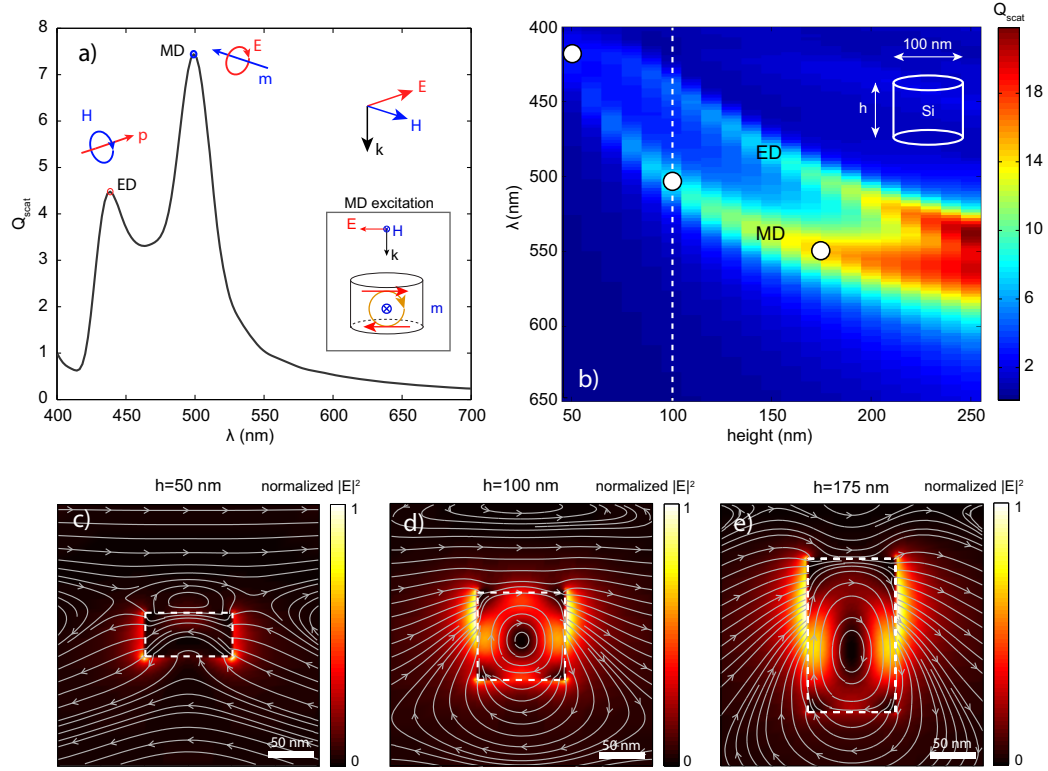 a)
8
7
6
5
4
3
2
1
0
Q_scat
400
450
500
550
600
650
700
λ (nm)
MD
E
m
H
p
ED
E
H
k
MD excitation
E
H
k
m
b)
400
450
500
550
600
650
λ (nm)
50
100
150
200
250
height (nm)
ED
MD
100 nm
h
Si
Q_scat
18
14
10
6
2
h=50 nm
normalized |E|²
c)
50 nm
1
0
h=100 nm
normalized |E|²
d)
50 nm
1
0
h=175 nm
normalized |E|²
e)
50 nm
1
0